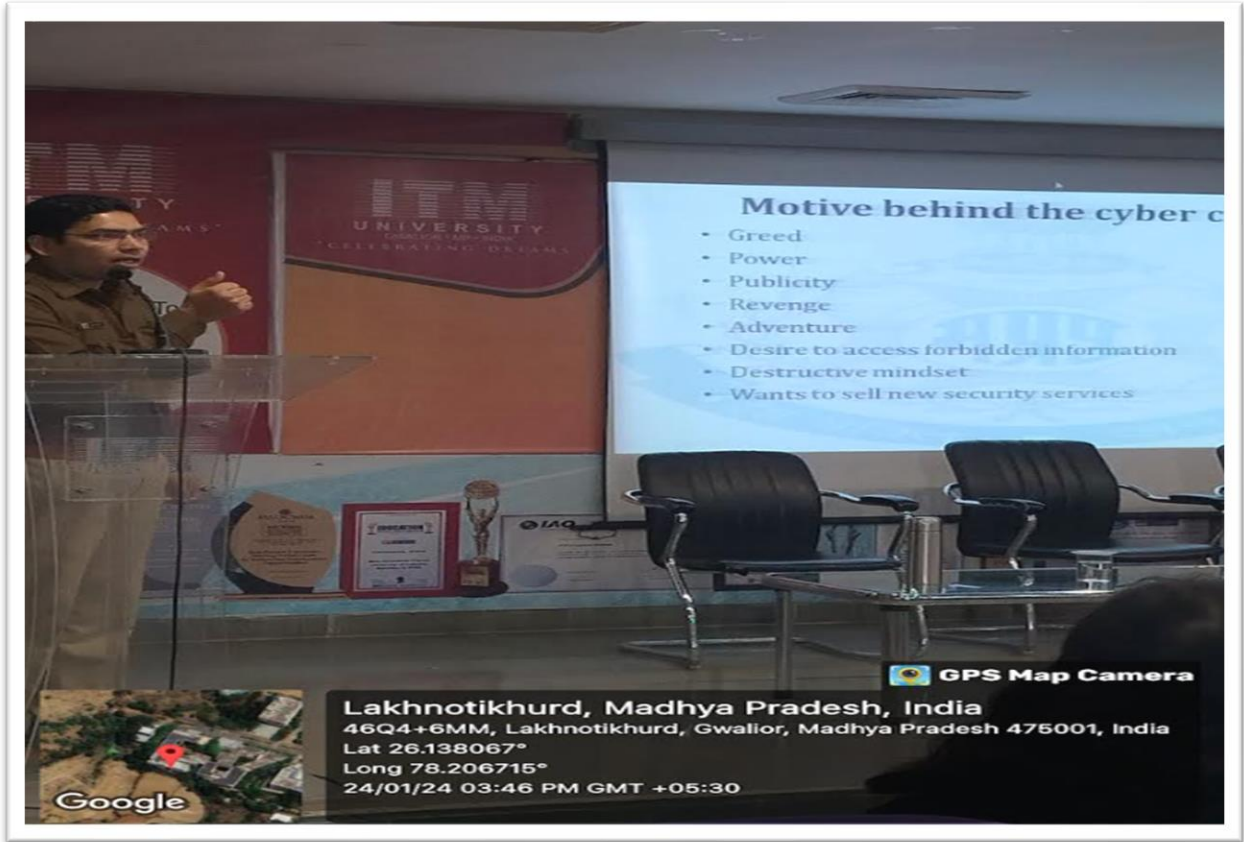 TM
ITM
UNIVERSITY
"CELEBRATING DREAMS"
Motive behind the cyber c
• Greed
• Power
• Publicity
• Revenge
• Adventure
• Desire to access forbidden information
• Destructive mindset
• Wants to sell new security services
EDUCATION
IAO
GPS Map Camera
Lakhnotikhurd, Madhya Pradesh, India
46Q4+6MM, Lakhnotikhurd, Gwalior, Madhya Pradesh 475001, India
Lat 26.138067°
Long 78.206715°
24/01/24 03:46 PM GMT +05:30
Google